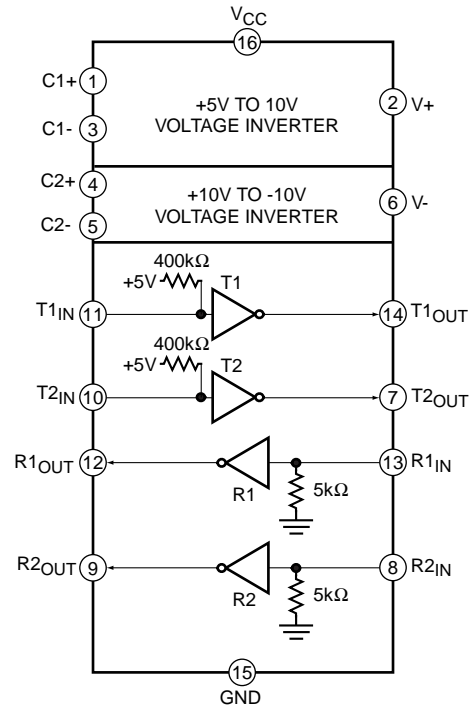 VCC
16
C1+ 1
+5V TO 10V
VOLTAGE INVERTER
2 V+
C1- 3
C2+ 4
+10V TO -10V
VOLTAGE INVERTER
6 V-
C2- 5
400kΩ
+5V
T1
T1IN 11
14 T1OUT
400kΩ
+5V
T2
T2IN 10
7 T2OUT
R1OUT 12
13 R1IN
R1
5kΩ
R2OUT 9
8 R2IN
R2
5kΩ
15
GND